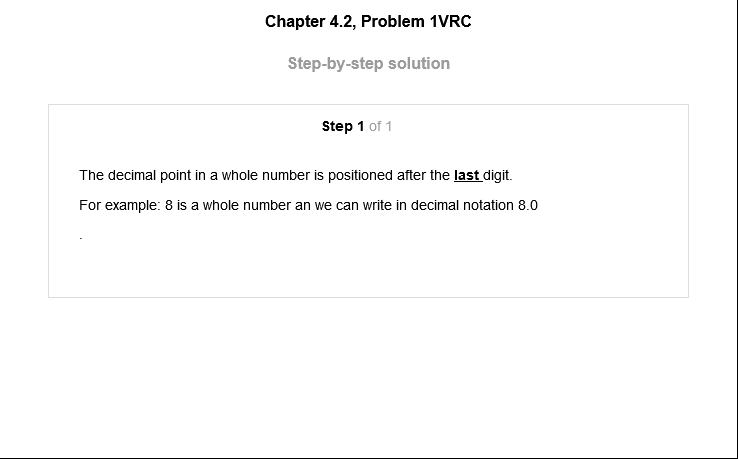 Chapter 4.2, Problem 1VRC
Step-by-step solution
Step 1 of 1
The decimal point in a whole number is positioned after the last digit.
For example: 8 is a whole number an we can write in decimal notation 8.0
.